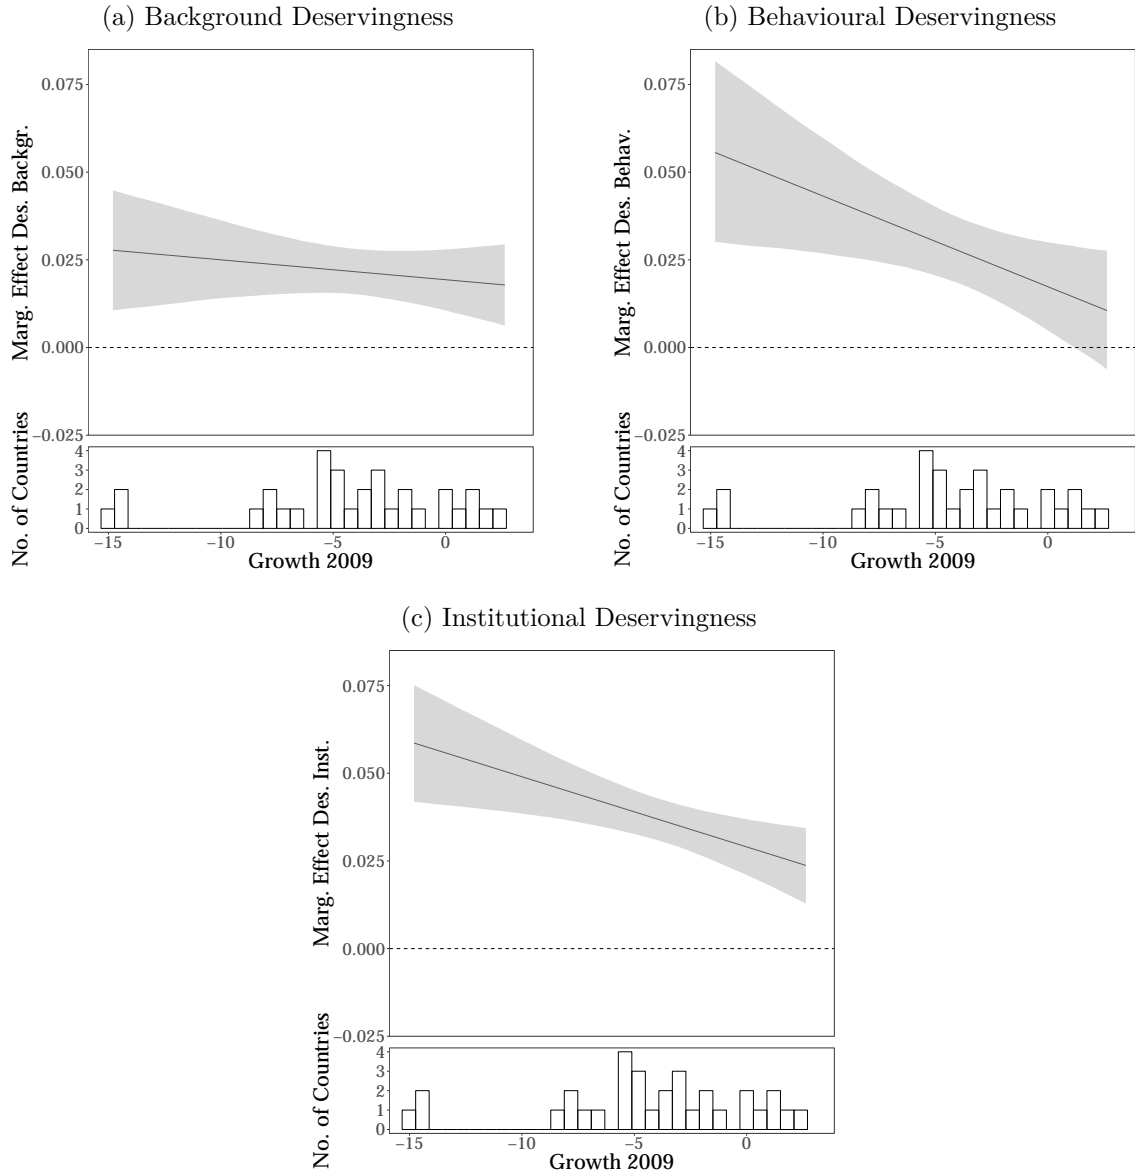 (a) Background Deservingness
Marg. Effect Des. Backgr.
0.075
0.050
0.025
0.000
−0.025
No. of Countries
4
3
2
1
0
−15 −10 −5 0
Growth 2009
(b) Behavioural Deservingness
Marg. Effect Des. Behav.
0.075
0.050
0.025
0.000
−0.025
No. of Countries
4
3
2
1
0
−15 −10 −5 0
Growth 2009
(c) Institutional Deservingness
Marg. Effect Des. Inst.
0.075
0.050
0.025
0.000
−0.025
No. of Countries
4
3
2
1
0
−15 −10 −5 0
Growth 2009